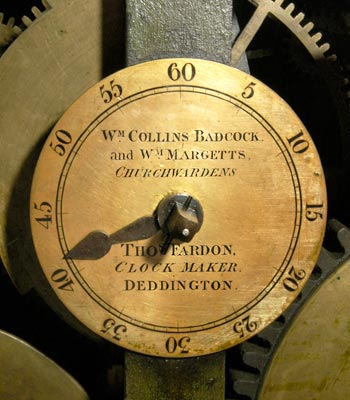 60
5
10
15
20
25
30
35
40
45
50
55
Wᴹ COLLINS BADCOCK.
and Wᴹ MARGETTS,
CHURCHWARDENS
THOˢ FARDON,
CLOCK MAKER.
DEDDINGTON.